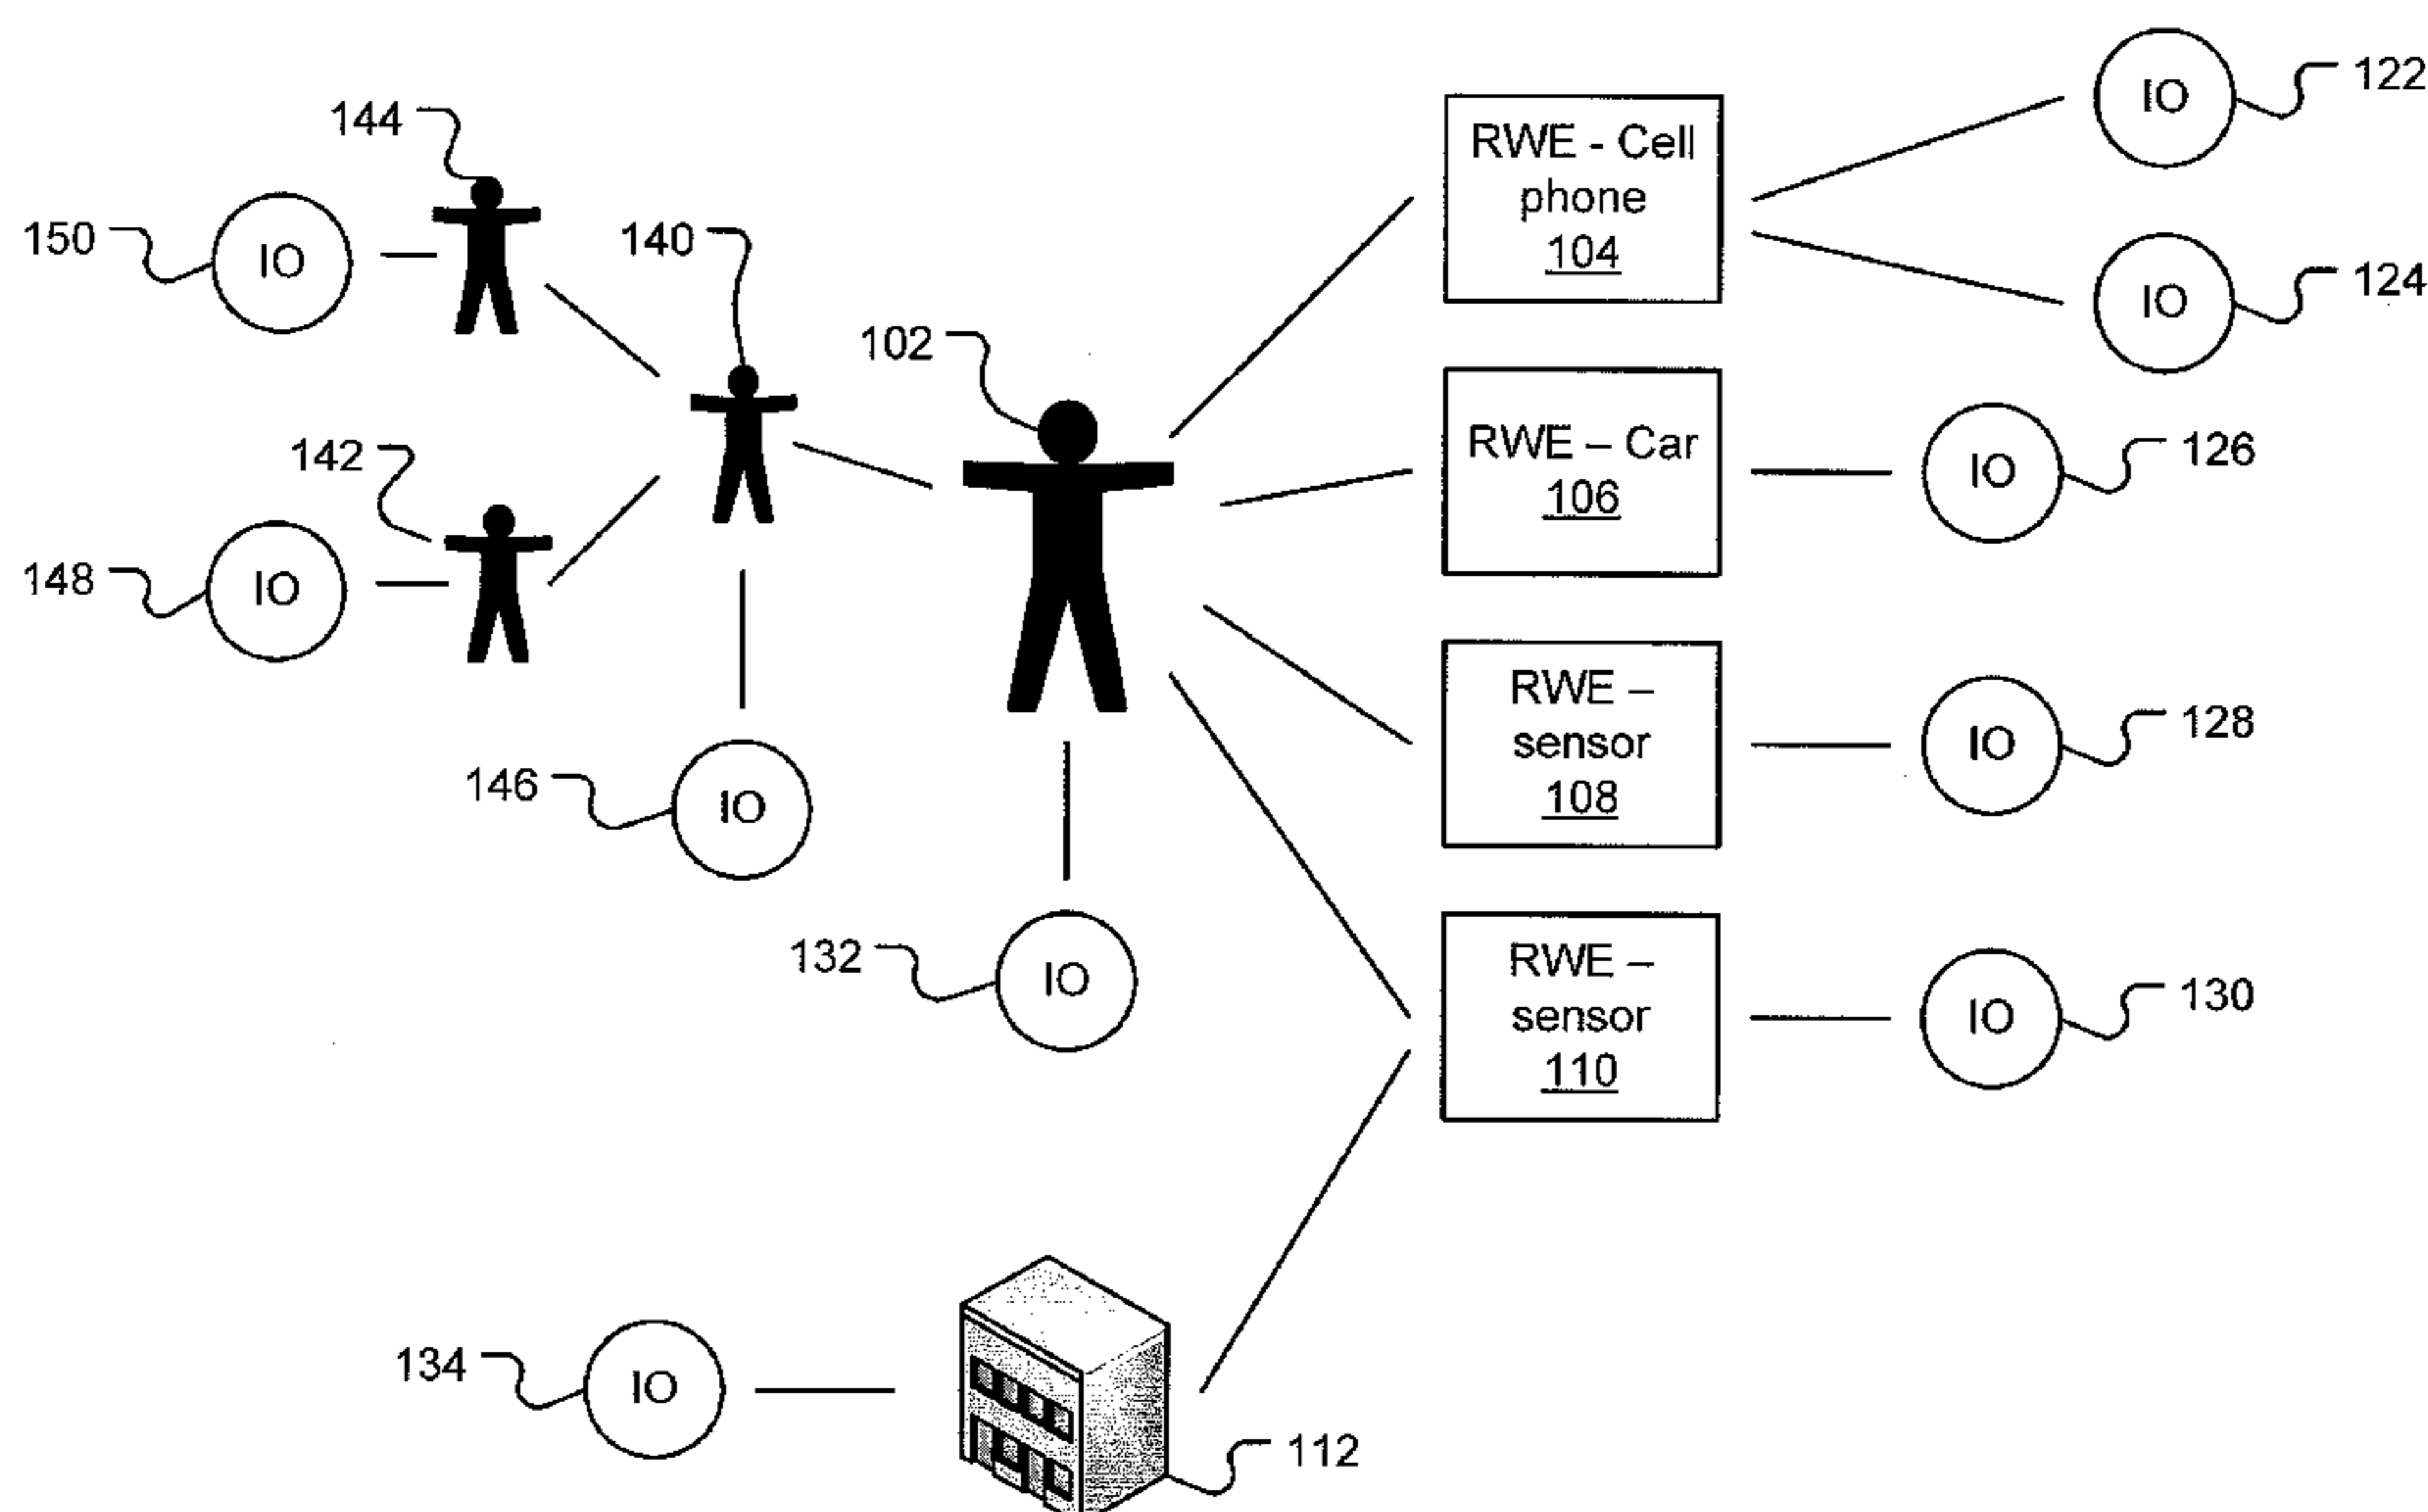 IO
122
RWE - Cell
phone
104
144
150
IO
140
IO
124
102
RWE – Car
106
IO
126
142
148
IO
RWE –
sensor
108
IO
128
146
IO
132
IO
RWE –
sensor
110
IO
130
134
IO
112